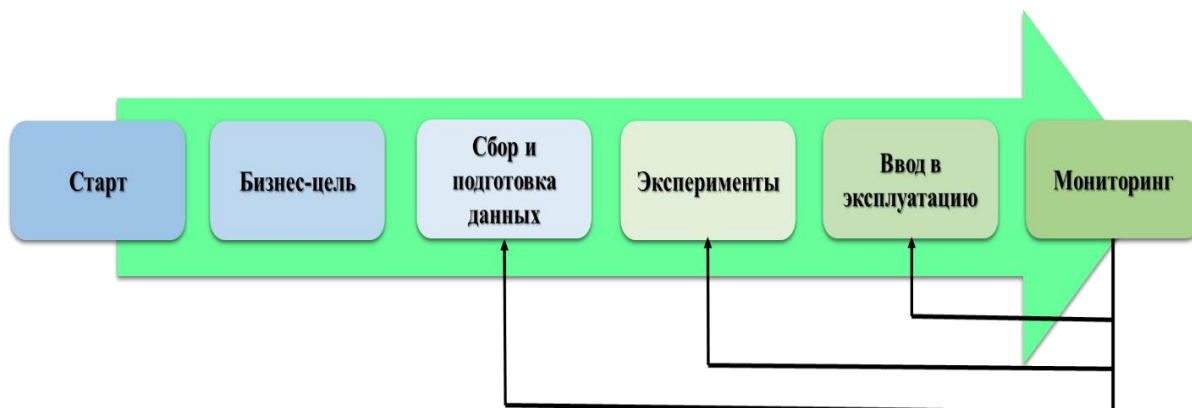 Старт
Бизнес-цель
Сбор и
подготовка
данных
Эксперименты
Ввод в
эксплуатацию
Мониторинг